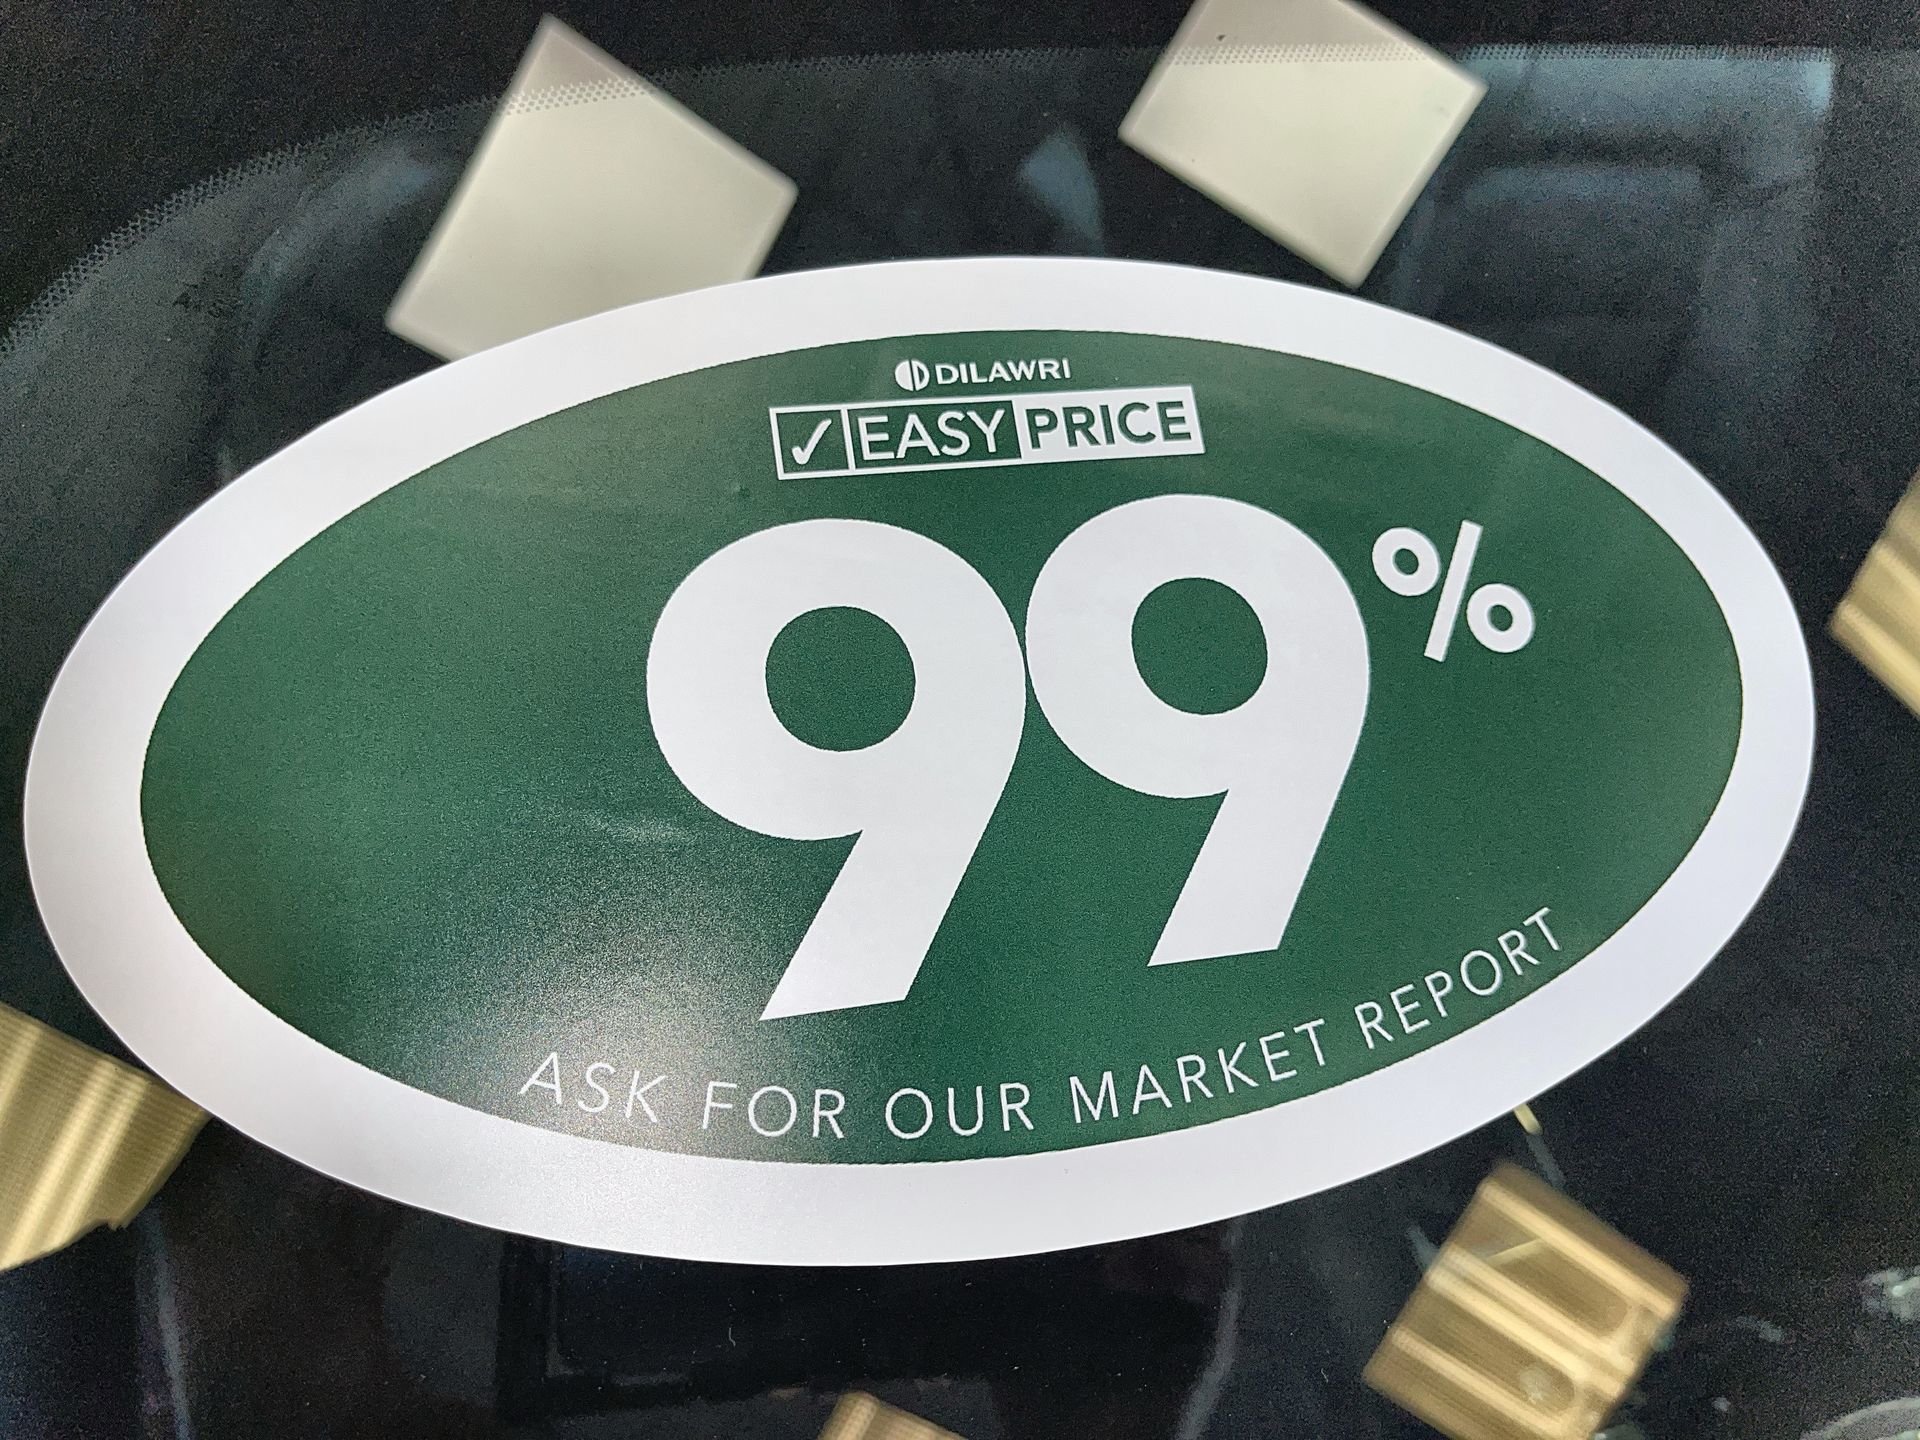 DILAWRI
✓ EASY PRICE
99%
ASK FOR OUR MARKET REPORT